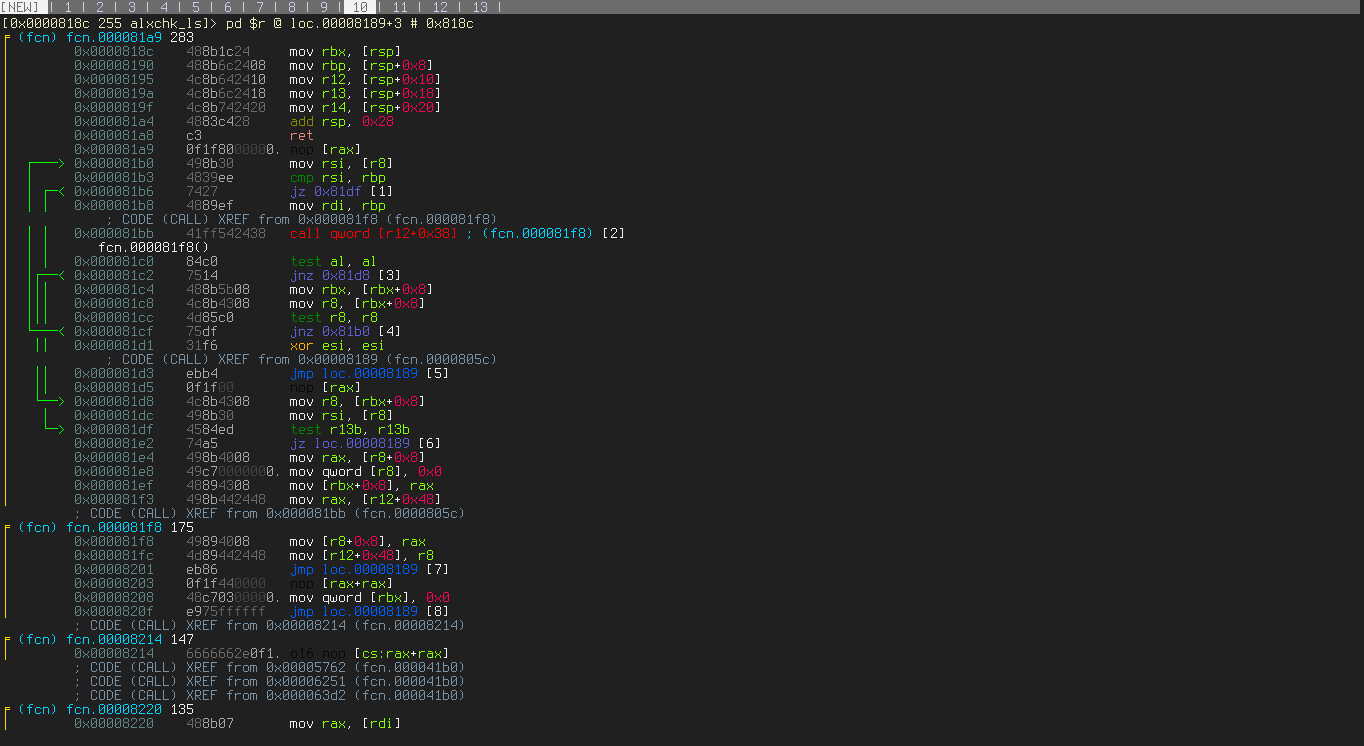 [NEW] | 1 | 2 | 3 | 4 | 5 | 6 | 7 | 8 | 9 | 10 | 11 | 12 | 13 |
[0x0000818c 255 alxchk_ls]> pd $r @ loc.00008189+3 # 0x818c
(fcn) fcn.000081a9 283
0x0000818c 488b1c24 mov rbx, [rsp]
0x00008190 488b6c2408 mov rbp, [rsp+0x8]
0x00008195 4c8b642410 mov r12, [rsp+0x10]
0x0000819a 4c8b6c2418 mov r13, [rsp+0x18]
0x0000819f 4c8b742420 mov r14, [rsp+0x20]
0x000081a4 4883c428 add rsp, 0x28
0x000081a8 c3 ret
0x000081a9 0f1f8000000. nop [rax]
0x000081b0 498b30 mov rsi, [r8]
0x000081b3 4839ee cmp rsi, rbp
0x000081b6 7427 jz 0x81df [1]
0x000081b8 4889ef mov rdi, rbp
; CODE (CALL) XREF from 0x000081f8 (fcn.000081f8)
0x000081bb 41ff542438 call qword [r12+0x38] ; (fcn.000081f8) [2]
fcn.000081f8()
0x000081c0 84c0 test al, al
0x000081c2 7514 jnz 0x81d8 [3]
0x000081c4 488b5b08 mov rbx, [rbx+0x8]
0x000081c8 4c8b4308 mov r8, [rbx+0x8]
0x000081cc 4d85c0 test r8, r8
0x000081cf 75df jnz 0x81b0 [4]
0x000081d1 31f6 xor esi, esi
; CODE (CALL) XREF from 0x00008189 (fcn.0000805c)
0x000081d3 ebb4 jmp loc.00008189 [5]
0x000081d5 0f1f00 nop [rax]
0x000081d8 4c8b4308 mov r8, [rbx+0x8]
0x000081dc 498b30 mov rsi, [r8]
0x000081df 4584ed test r13b, r13b
0x000081e2 74a5 jz loc.00008189 [6]
0x000081e4 498b4008 mov rax, [r8+0x8]
0x000081e8 49c70000000. mov qword [r8], 0x0
0x000081ef 48894308 mov [rbx+0x8], rax
0x000081f3 498b442448 mov rax, [r12+0x48]
; CODE (CALL) XREF from 0x000081bb (fcn.0000805c)
(fcn) fcn.000081f8 175
0x000081f8 49894008 mov [r8+0x8], rax
0x000081fc 4d89442448 mov [r12+0x48], r8
0x00008201 eb86 jmp loc.00008189 [7]
0x00008203 0f1f440000 nop [rax+rax]
0x00008208 48c70300000. mov qword [rbx], 0x0
0x0000820f e975ffffff jmp loc.00008189 [8]
; CODE (CALL) XREF from 0x00008214 (fcn.00008214)
(fcn) fcn.00008214 147
0x00008214 6666662e0f1. o16 nop [cs:rax+rax]
; CODE (CALL) XREF from 0x00005762 (fcn.000041b0)
; CODE (CALL) XREF from 0x00006251 (fcn.000041b0)
; CODE (CALL) XREF from 0x000063d2 (fcn.000041b0)
(fcn) fcn.00008220 135
0x00008220 488b07 mov rax, [rdi]